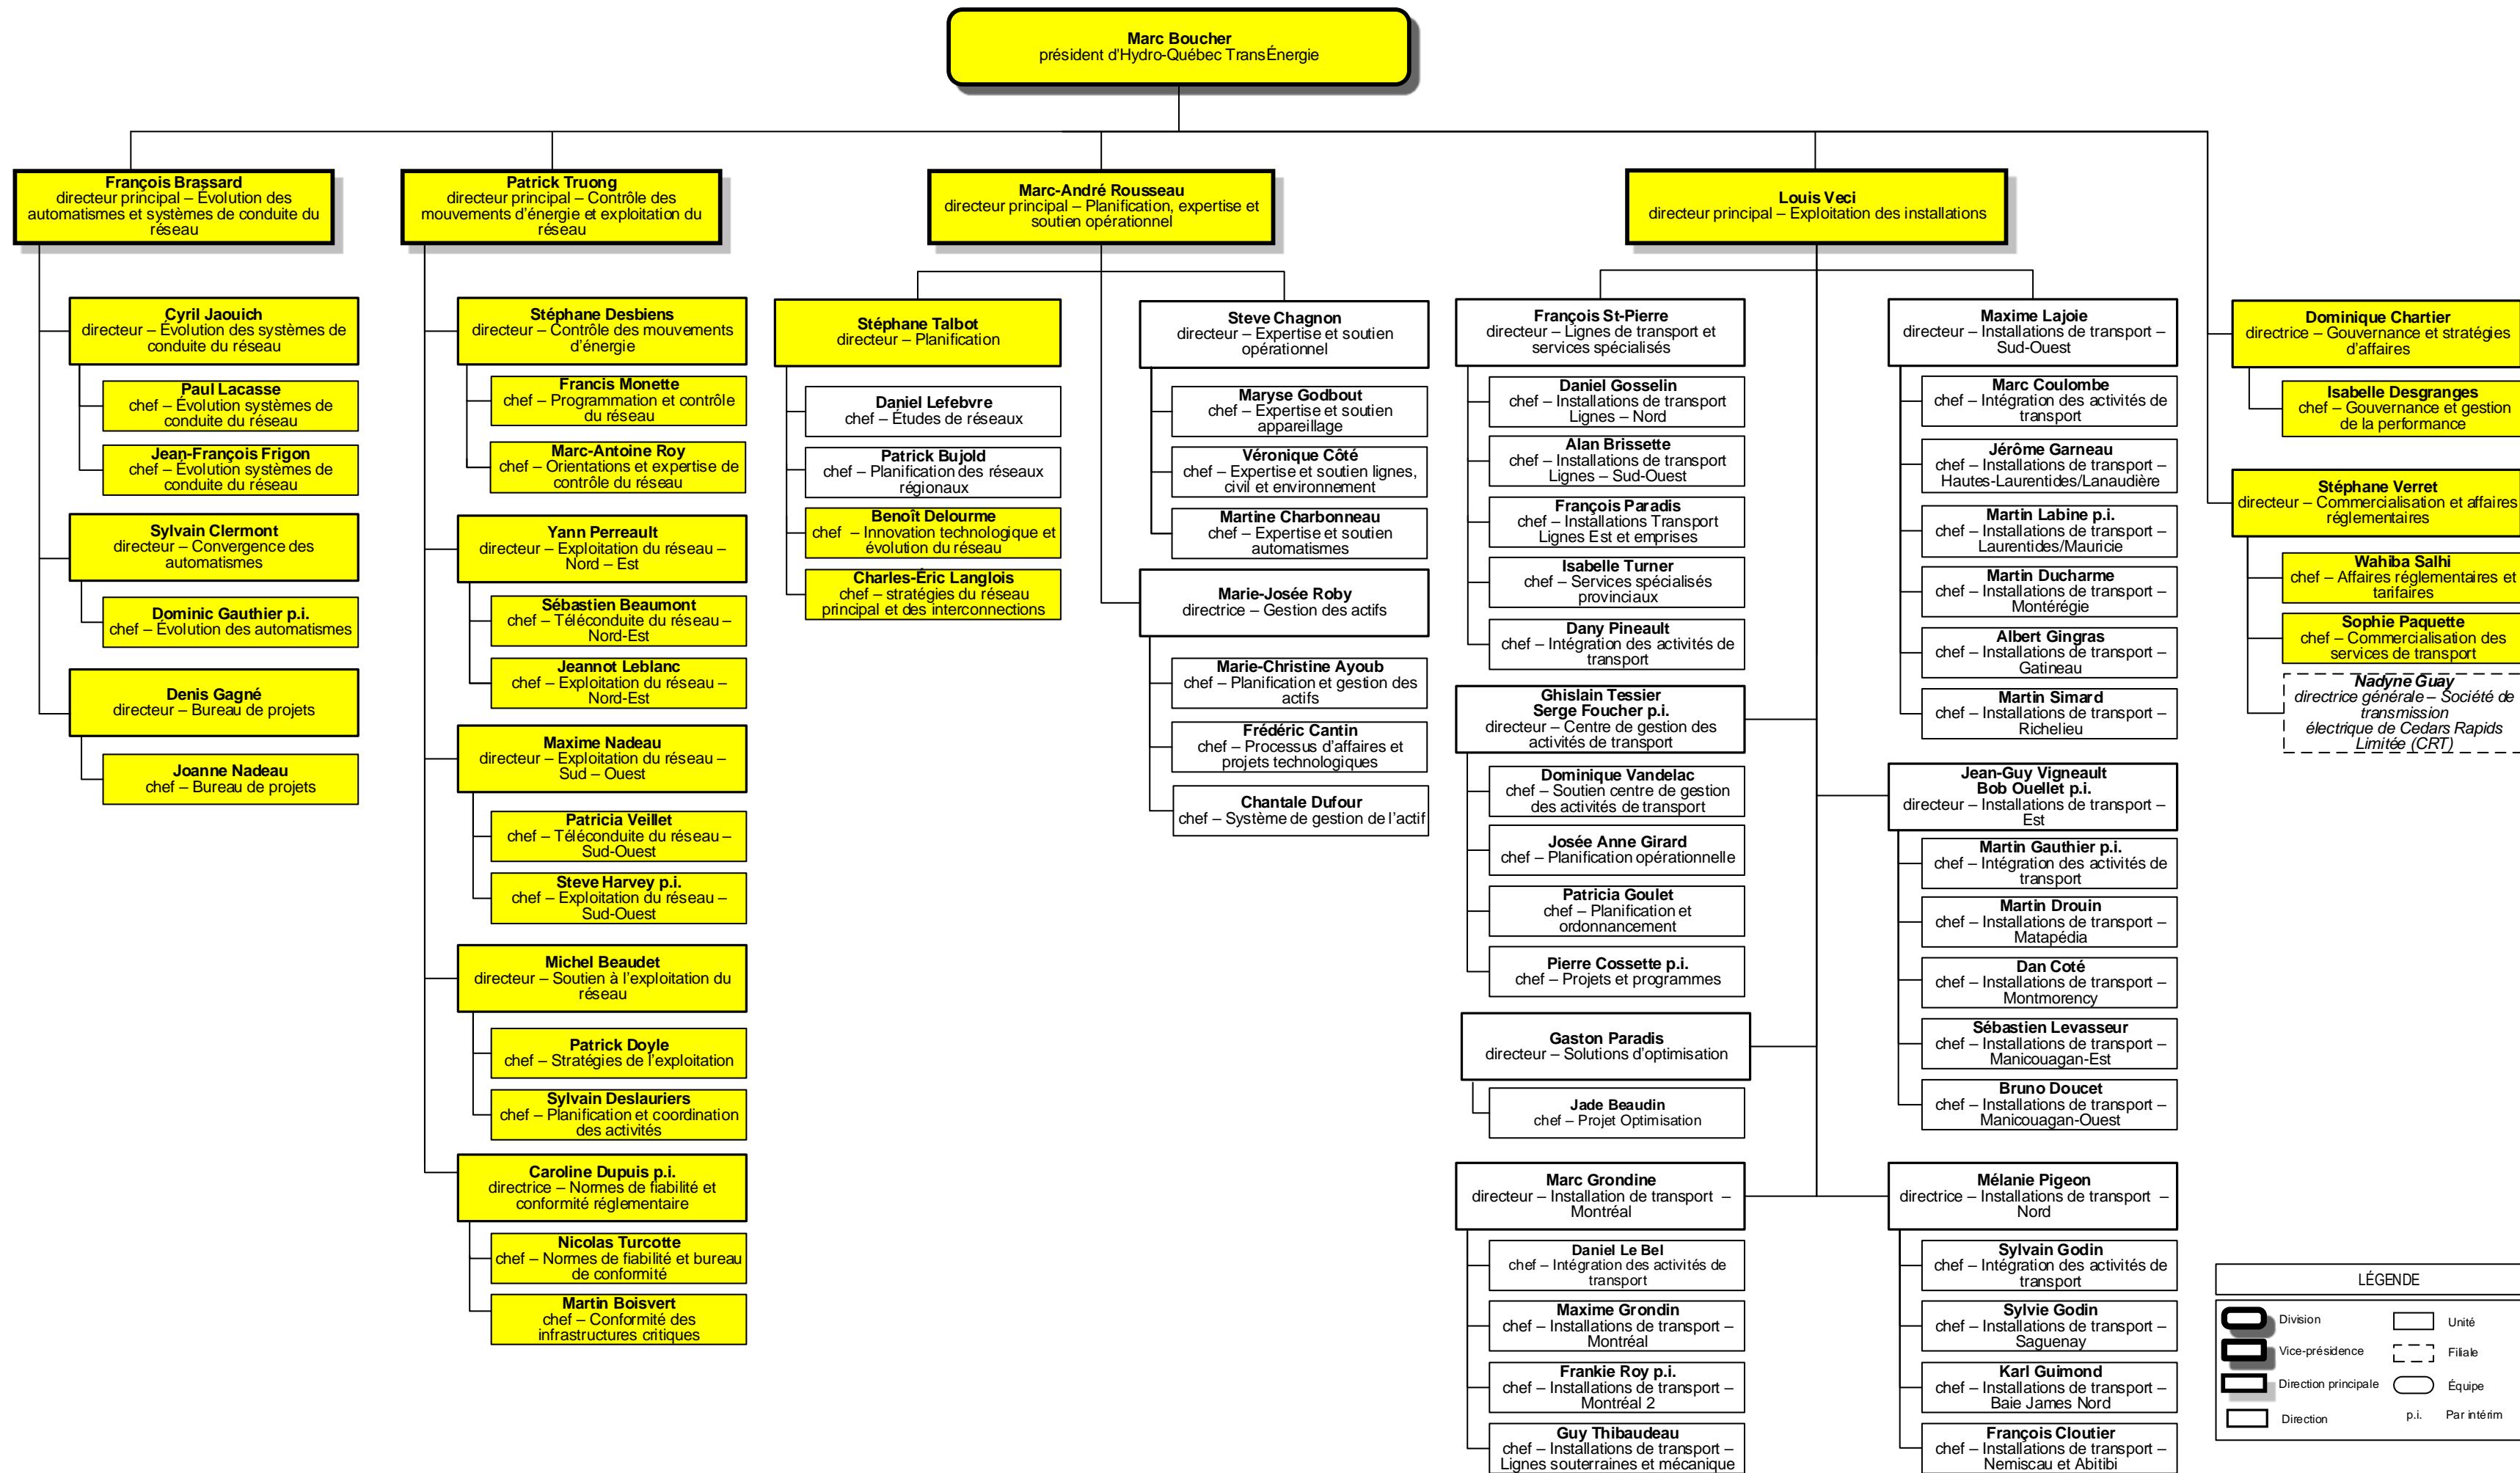 Marc Boucher
président d'Hydro-Québec TransÉnergie
François Brassard
directeur principal – Évolution des
automatismes et systèmes de conduite du
réseau
Cyril Jaouich
directeur – Évolution des systèmes de
conduite du réseau
Paul Lacasse
chef – Évolution systèmes de
conduite du réseau
Jean-François Frigon
chef – Évolution systèmes de
conduite du réseau
Sylvain Clermont
directeur – Convergence des
automatismes
Dominic Gauthier p.i.
chef – Évolution des automatismes
Denis Gagné
directeur – Bureau de projets
Joanne Nadeau
chef – Bureau de projets
Patrick Truong
directeur principal – Contrôle des
mouvements d'énergie et exploitation du
réseau
Stéphane Desbiens
directeur – Contrôle des mouvements
d'énergie
Francis Monette
chef – Programmation et contrôle
du réseau
Marc-Antoine Roy
chef – Orientations et expertise de
contrôle du réseau
Yann Perreault
directeur – Exploitation du réseau –
Nord – Est
Sébastien Beaumont
chef – Téléconduite du réseau –
Nord-Est
Jeannot Leblanc
chef – Exploitation du réseau –
Nord-Est
Maxime Nadeau
directeur – Exploitation du réseau –
Sud – Ouest
Patricia Veillet
chef – Téléconduite du réseau –
Sud-Ouest
Steve Harvey p.i.
chef – Exploitation du réseau –
Sud-Ouest
Michel Beaudet
directeur – Soutien à l'exploitation du
réseau
Patrick Doyle
chef – Stratégies de l'exploitation
Sylvain Deslauriers
chef – Planification et coordination
des activités
Caroline Dupuis p.i.
directrice – Normes de fiabilité et
conformité réglementaire
Nicolas Turcotte
chef – Normes de fiabilité et bureau
de conformité
Martin Boisvert
chef – Conformité des
infrastructures critiques
Marc-André Rousseau
directeur principal – Planification, expertise et
soutien opérationnel
Stéphane Talbot
directeur – Planification
Daniel Lefebvre
chef – Études de réseaux
Patrick Bujold
chef – Planification des réseaux
régionaux
Benoît Delourme
chef – Innovation technologique et
évolution du réseau
Charles-Éric Langlois
chef – stratégies du réseau
principal et des interconnections
Steve Chagnon
directeur – Expertise et soutien
opérationnel
Maryse Godbout
chef – Expertise et soutien
appareillage
Véronique Côté
chef – Expertise et soutien lignes,
civil et environnement
Martine Charbonneau
chef – Expertise et soutien
automatismes
Marie-Josée Roby
directrice – Gestion des actifs
Marie-Christine Ayoub
chef – Planification et gestion des
actifs
Frédéric Cantin
chef – Processus d'affaires et
projets technologiques
Chantale Dufour
chef – Système de gestion de l'actif
Louis Veci
directeur principal – Exploitation des installations
François St-Pierre
directeur – Lignes de transport et
services spécialisés
Daniel Gosselin
chef – Installations de transport
Lignes – Nord
Alan Brissette
chef – Installations de transport
Lignes – Sud-Ouest
François Paradis
chef – Installations Transport
Lignes Est et emprises
Isabelle Turner
chef – Services spécialisés
provinciaux
Dany Pineault
chef – Intégration des activités de
transport
Ghislain Tessier
Serge Foucher p.i.
directeur – Centre de gestion des
activités de transport
Dominique Vandelac
chef – Soutien centre de gestion
des activités de transport
Josée Anne Girard
chef – Planification opérationnelle
Patricia Goulet
chef – Planification et
ordonnancement
Pierre Cossette p.i.
chef – Projets et programmes
Gaston Paradis
directeur – Solutions d'optimisation
Jade Beaudin
chef – Projet Optimisation
Marc Grondine
directeur – Installation de transport –
Montréal
Daniel Le Bel
chef – Intégration des activités de
transport
Maxime Grondin
chef – Installations de transport –
Montréal
Frankie Roy p.i.
chef – Installations de transport –
Montréal 2
Guy Thibaudeau
chef – Installations de transport –
Lignes souterraines et mécanique
Maxime Lajoie
directeur – Installations de transport –
Sud-Ouest
Marc Coulombe
chef – Intégration des activités de
transport
Jérôme Garneau
chef – Installations de transport –
Hautes-Laurentides/Lanaudière
Martin Labine p.i.
chef – Installations de transport –
Laurentides/Mauricie
Martin Ducharme
chef – Installations de transport –
Montérégie
Albert Gingras
chef – Installations de transport –
Gatineau
Martin Simard
chef – Installations de transport –
Richelieu
Jean-Guy Vigneault
Bob Ouellet p.i.
directeur – Installations de transport –
Est
Martin Gauthier p.i.
chef – Intégration des activités de
transport
Martin Drouin
chef – Installations de transport –
Matapédia
Dan Coté
chef – Installations de transport –
Montmorency
Sébastien Levasseur
chef – Installations de transport –
Manicouagan-Est
Bruno Doucet
chef – Installations de transport –
Manicouagan-Ouest
Mélanie Pigeon
directrice – Installations de transport –
Nord
Sylvain Godin
chef – Intégration des activités de
transport
Sylvie Godin
chef – Installations de transport –
Saguenay
Karl Guimond
chef – Installations de transport –
Baie James Nord
François Cloutier
chef – Installations de transport –
Nemiscau et Abitibi
Dominique Chartier
directrice – Gouvernance et stratégies
d'affaires
Isabelle Desgranges
chef – Gouvernance et gestion
de la performance
Stéphane Verret
directeur – Commercialisation et affaires
réglementaires
Wahiba Salhi
chef – Affaires réglementaires et
tarifaires
Sophie Paquette
chef – Commercialisation des
services de transport
Nadyne Guay
directrice générale – Société de
transmission
électrique de Cedars Rapids
Limitée (CRT)
LÉGENDE
Division
Unité
Vice-présidence
Filiale
Direction principale
Équipe
Direction
p.i. Par intérim